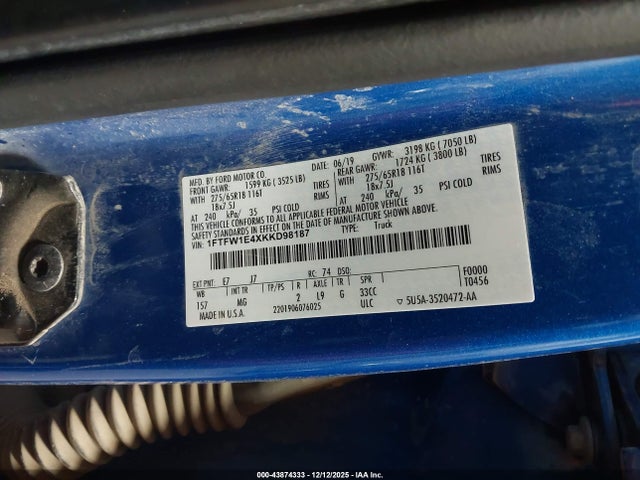 MFD. BY FORD MOTOR CO.
DATE: 06/19 GVWR: 3198 KG (7050 LB)
FRONT GAWR: 1599 KG (3525 LB) REAR GAWR: 1724 KG (3800 LB)
WITH 275/65R18 116T TIRES WITH 275/65R18 116T TIRES
18x7.5J RIMS 18x7.5J RIMS
AT 240 kPa/ 35 PSI COLD AT 240 kPa/ 35 PSI COLD
THIS VEHICLE CONFORMS TO ALL APPLICABLE FEDERAL MOTOR VEHICLE
SAFETY STANDARDS IN EFFECT ON THE DATE OF MANUFACTURE SHOWN ABOVE.
VIN: 1FTFW1E4XKKD98187 TYPE: Truck
EXT PNT: E7 J7 RC: 74 DSO: F0000
WB INT TR TP/PS R AXLE TR SPR T0456
157 MG 2 L9 G 33CC
MADE IN U.S.A. 2201906076025 ULC ▽ 5U5A-3520472-AA
000-43874333 - 12/12/2025 - IAA Inc.